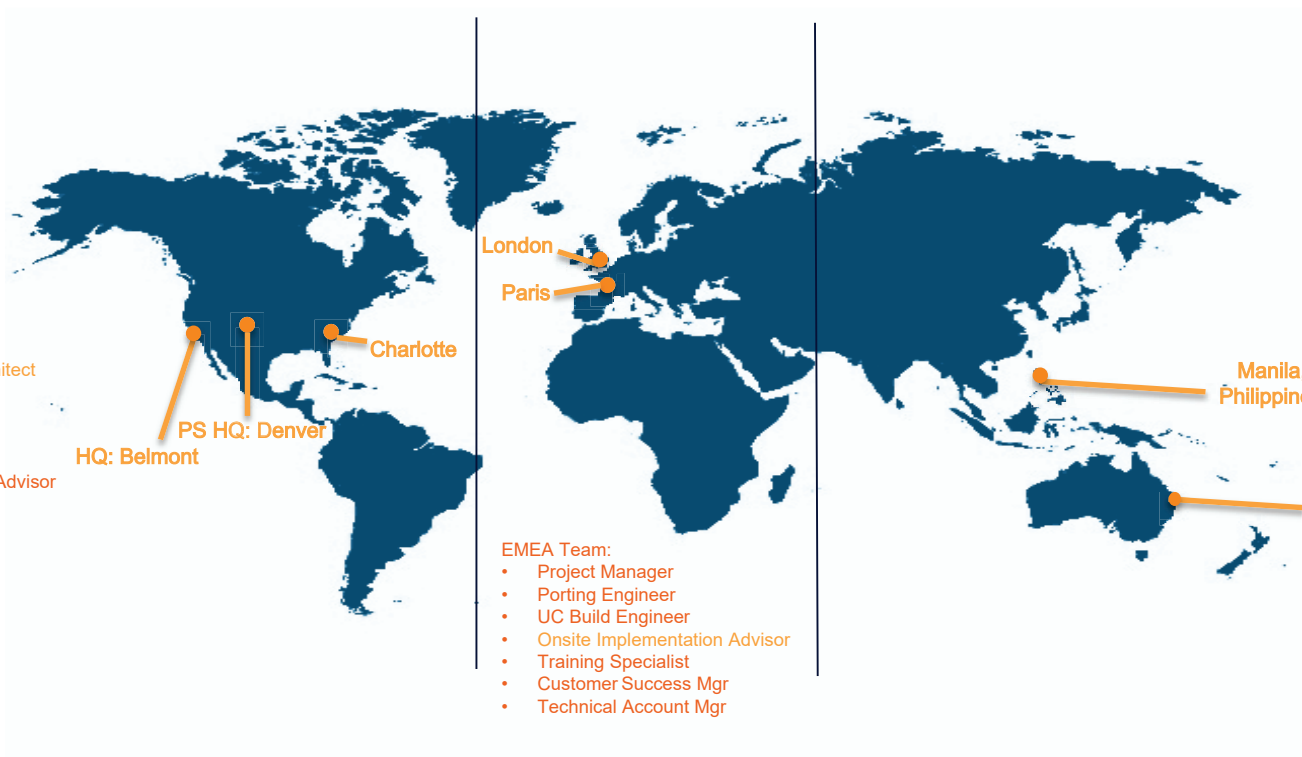 London
Paris
Charlotte
Manila
PS HQ: Denver
HQ: Belmont
Advisor
EMEA Team:
• Project Manager
• Porting Engineer
• UC Build Engineer
• Onsite Implementation Advisor
• Training Specialist
• Customer Success Mgr
• Technical Account Mgr